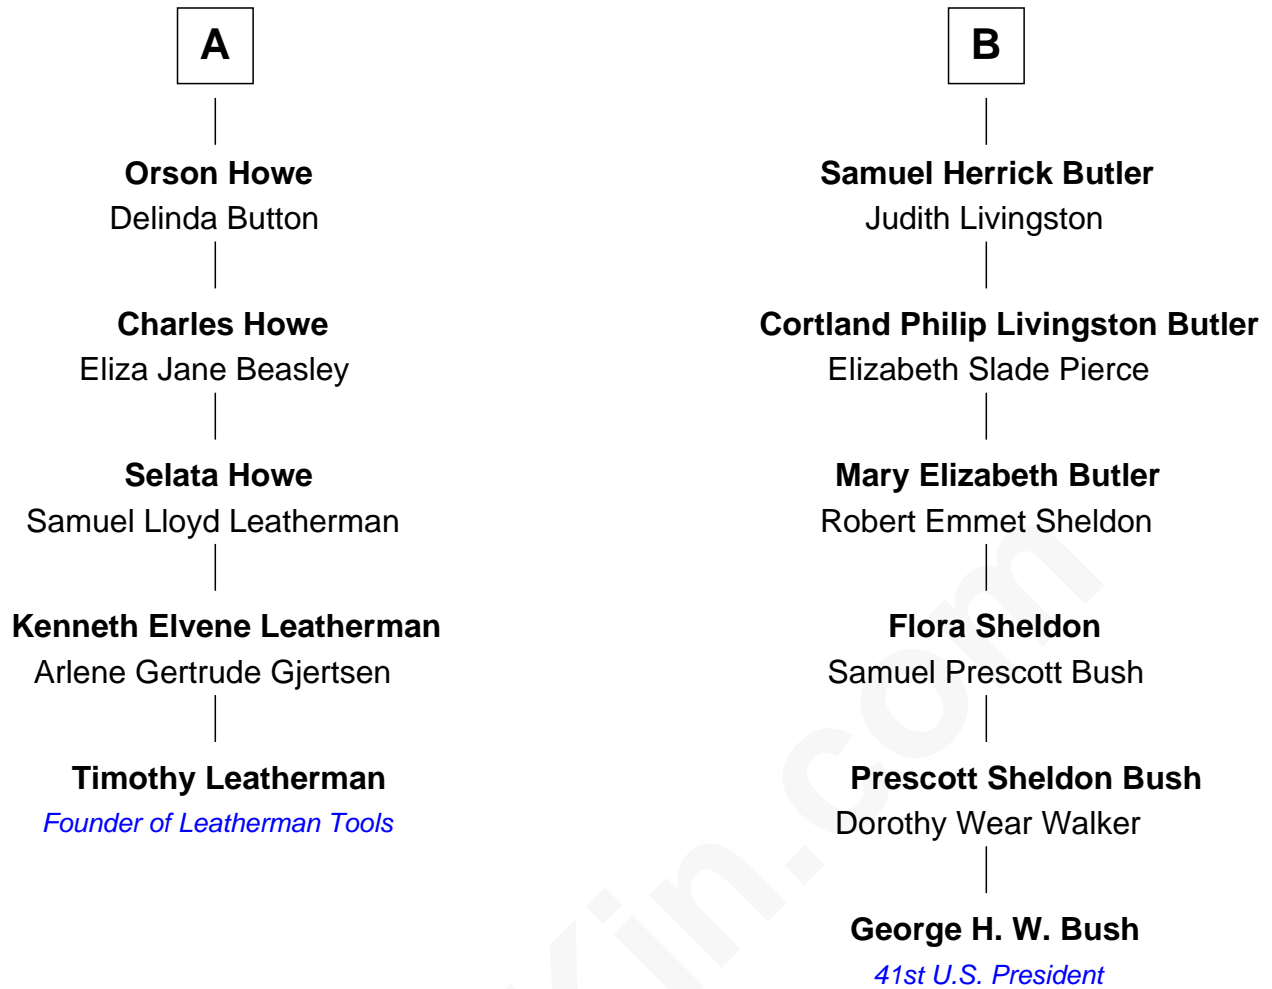 A
Orson Howe
Delinda Button
Charles Howe
Eliza Jane Beasley
Selata Howe
Samuel Lloyd Leatherman
Kenneth Elvene Leatherman
Arlene Gertrude Gjertsen
Timothy Leatherman
Founder of Leatherman Tools
B
Samuel Herrick Butler
Judith Livingston
Cortland Philip Livingston Butler
Elizabeth Slade Pierce
Mary Elizabeth Butler
Robert Emmet Sheldon
Flora Sheldon
Samuel Prescott Bush
Prescott Sheldon Bush
Dorothy Wear Walker
George H. W. Bush
41st U.S. President